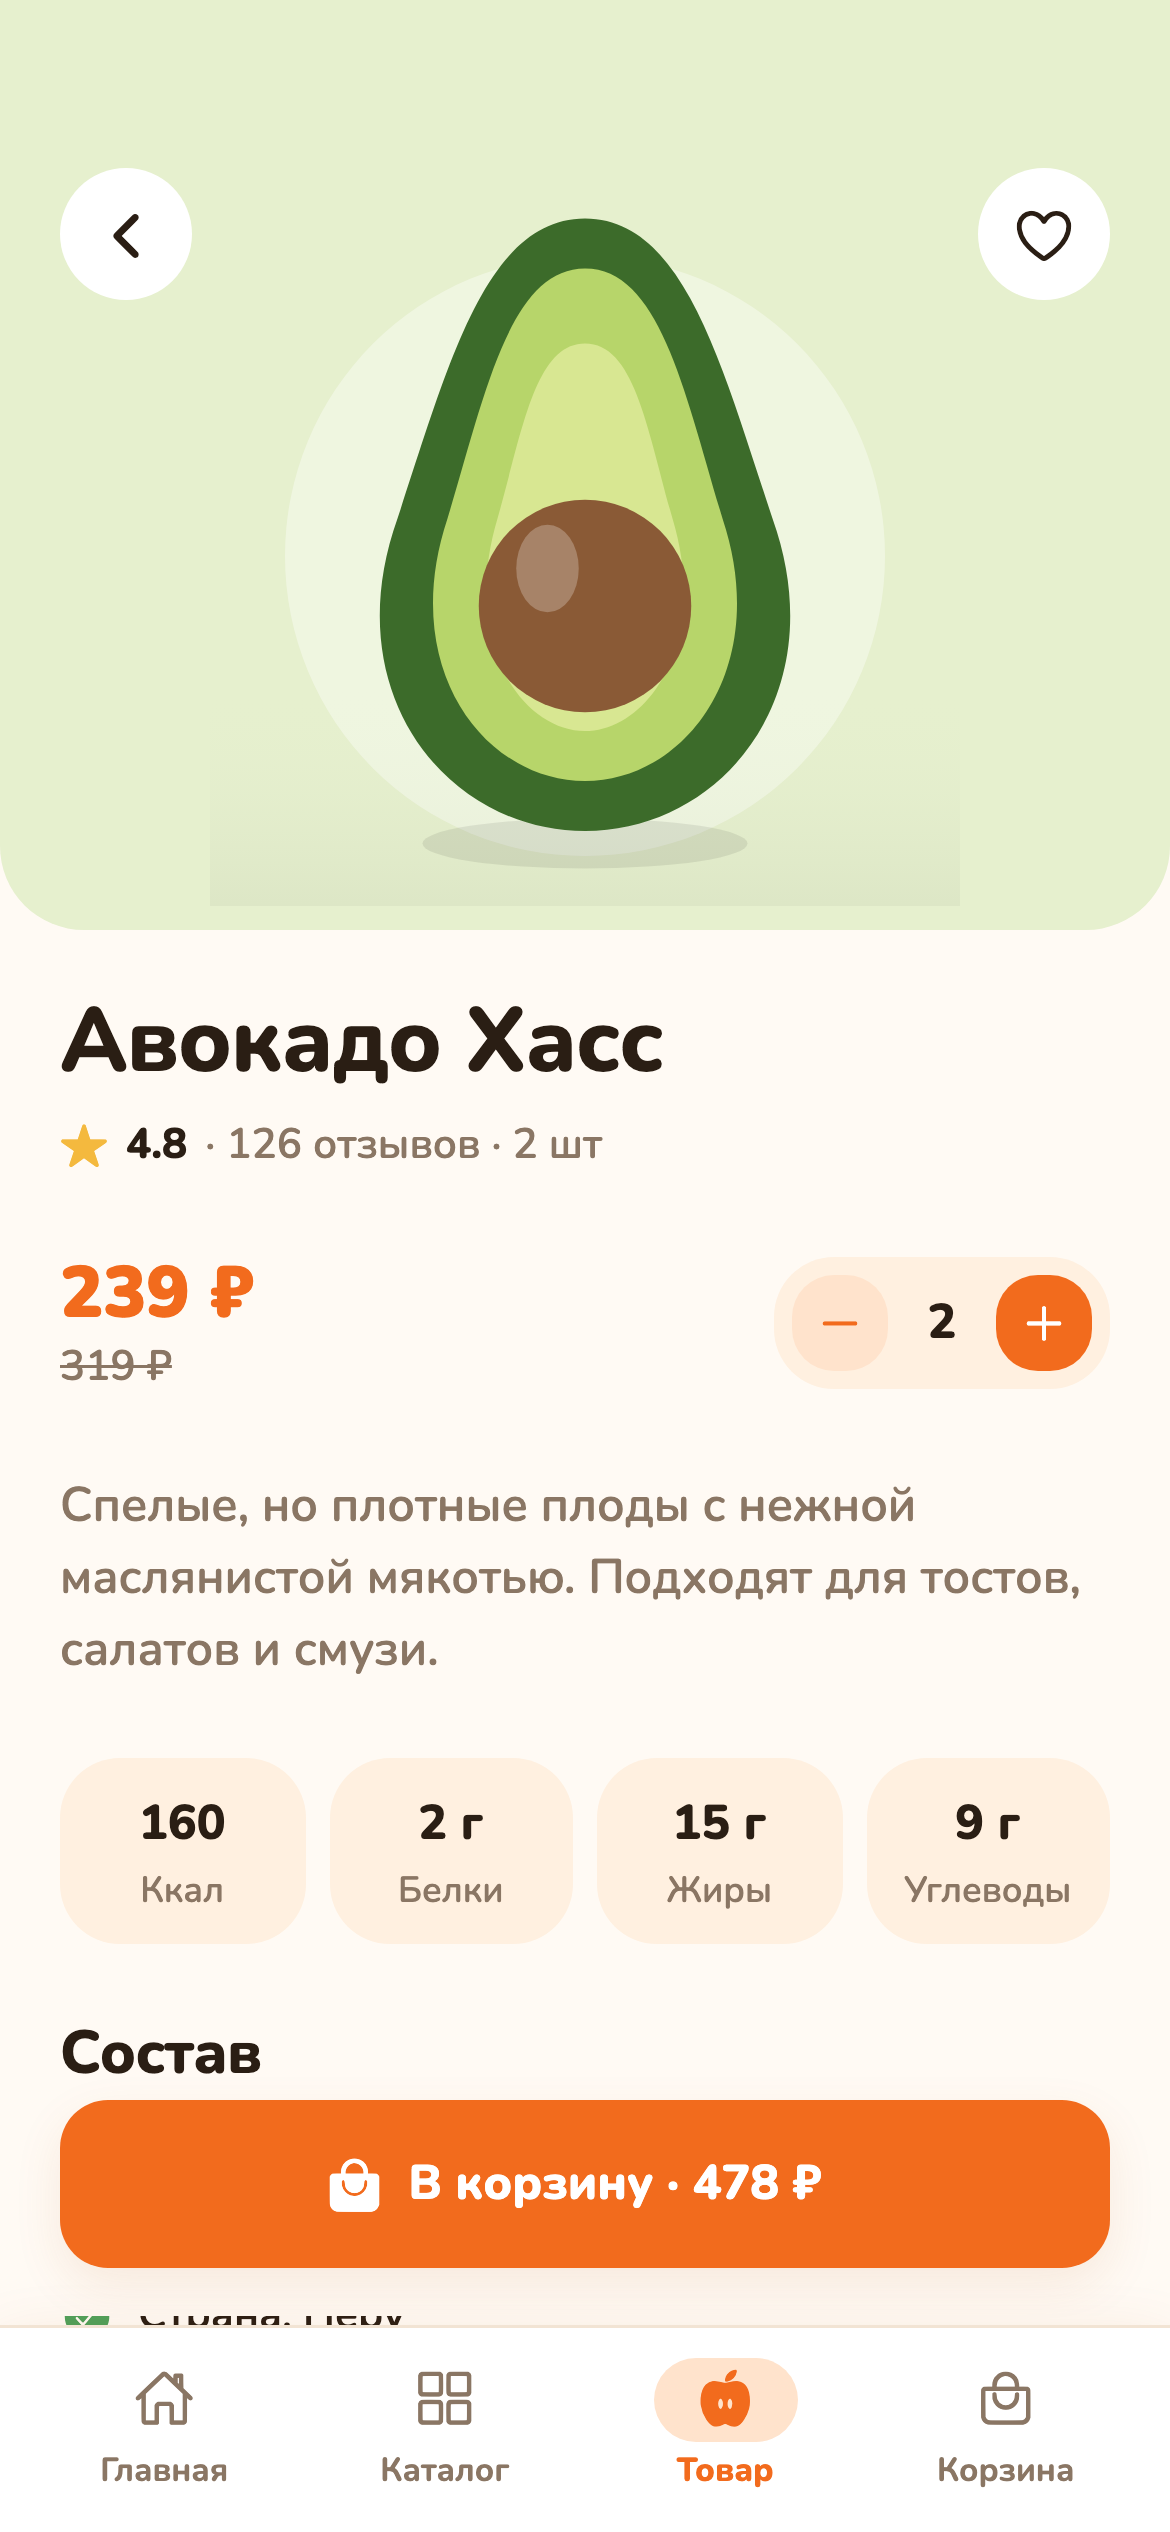 Авокадо Хасс
4.8 · 126 отзывов · 2 шт
239 ₽
319 ₽
2
Спелые, но плотные плоды с нежной
маслянистой мякотью. Подходят для тостов,
салатов и смузи.
160
Ккал
2 г
Белки
15 г
Жиры
9 г
Углеводы
Состав
В корзину · 478 ₽
Страна: Перу
Главная
Каталог
Товар
Корзина